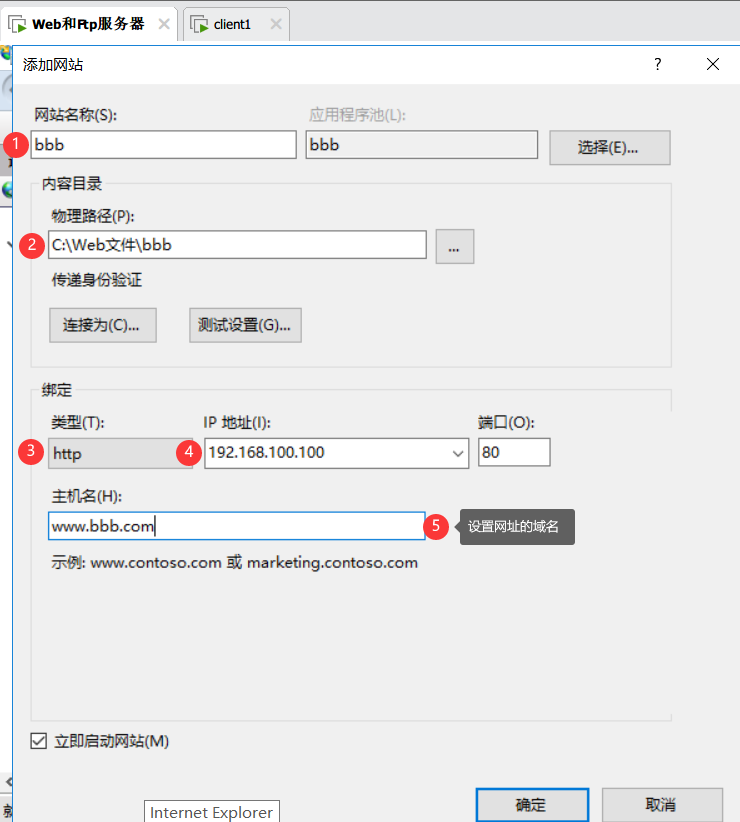 Web和Ftp服务器 client1
添加网站 ?
网站名称(S): 应用程序池(L):
1 bbb bbb 选择(E)...
内容目录
物理路径(P):
2 C:\Web文件\bbb ...
传递身份验证
连接为(C)... 测试设置(G)...
绑定
类型(T): IP 地址(I): 端口(O):
3 http 4 192.168.100.100 80
主机名(H):
www.bbb.com 5 设置网址的域名
示例: www.contoso.com 或 marketing.contoso.com
立即启动网站(M)
确定 取消
Internet Explorer